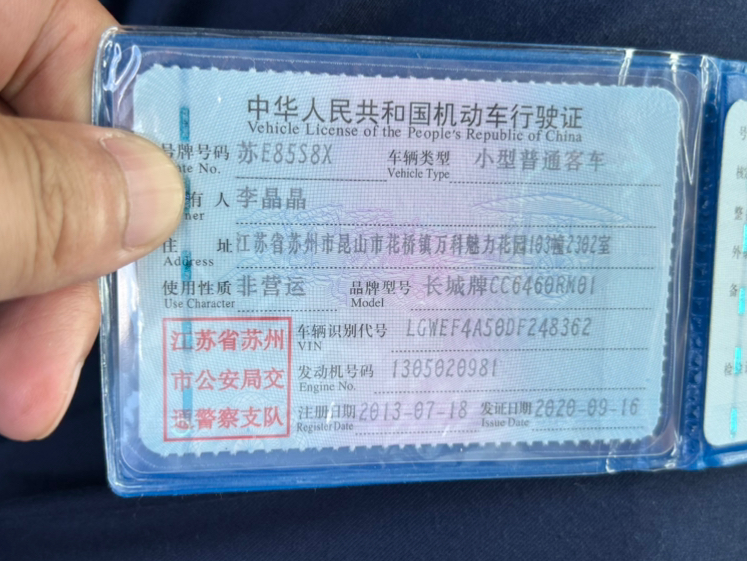 中华人民共和国机动车行驶证
Vehicle License of the People's Republic of China
号牌号码 苏E85S8X 车辆类型 小型普通客车
Plate No. Vehicle Type
有 人 李晶晶
住 址 江苏省苏州市昆山市花桥镇万科魅力花园103幢2302室
Address
使用性质 非营运 品牌型号 长城牌CC6460RK01
Use Character Model
江苏省苏州
市公安局交
通警察支队
车辆识别代号 LGWEF4A50DF248362
VIN
发动机号码 1305020981
Engine No.
注册日期 2013-07-18 发证日期 2020-09-16
Register Date Issue Date